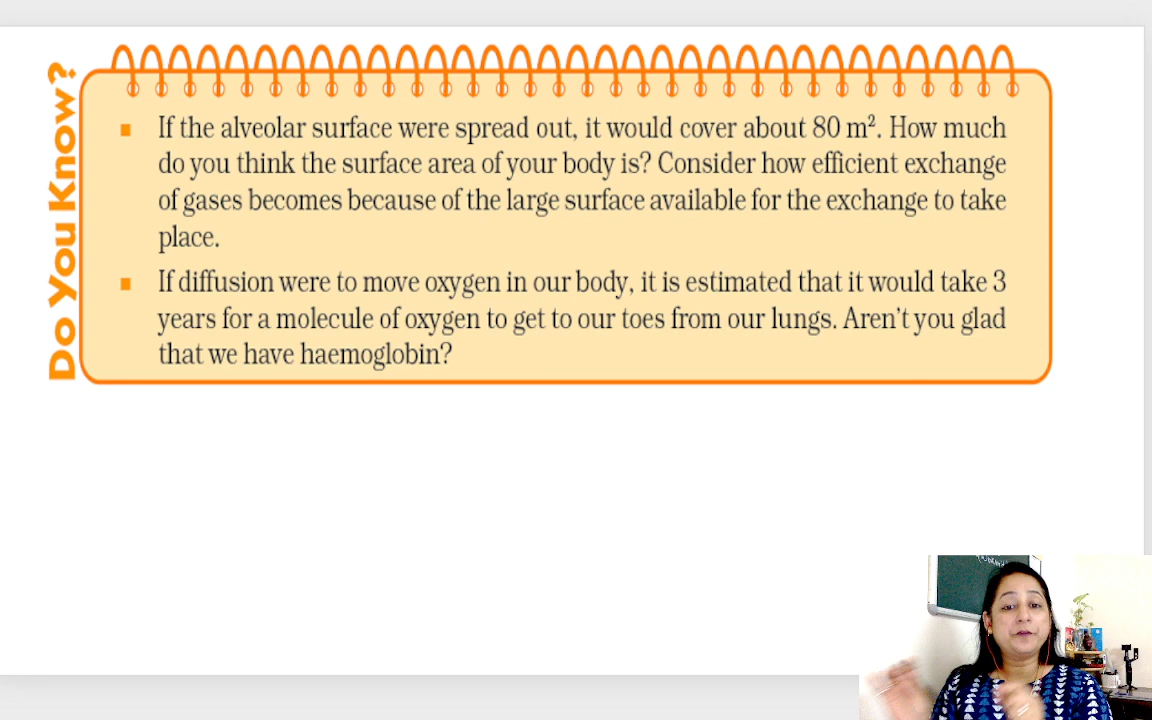 Do You Know?
If the alveolar surface were spread out, it would cover about 80 m². How much
do you think the surface area of your body is? Consider how efficient exchange
of gases becomes because of the large surface available for the exchange to take
place.
If diffusion were to move oxygen in our body, it is estimated that it would take 3
years for a molecule of oxygen to get to our toes from our lungs. Aren't you glad
that we have haemoglobin?